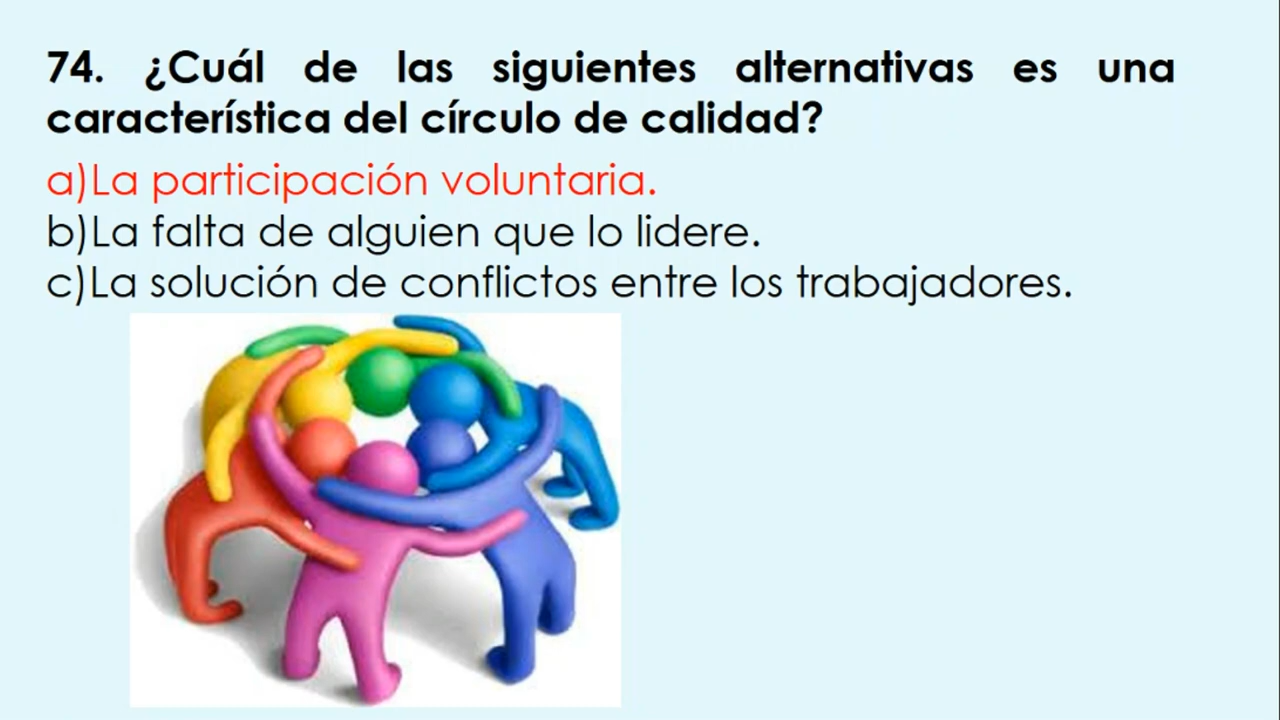 74. ¿Cuál de las siguientes alternativas es una
característica del círculo de calidad?
a)La participación voluntaria.
b)La falta de alguien que lo lidere.
c)La solución de conflictos entre los trabajadores.